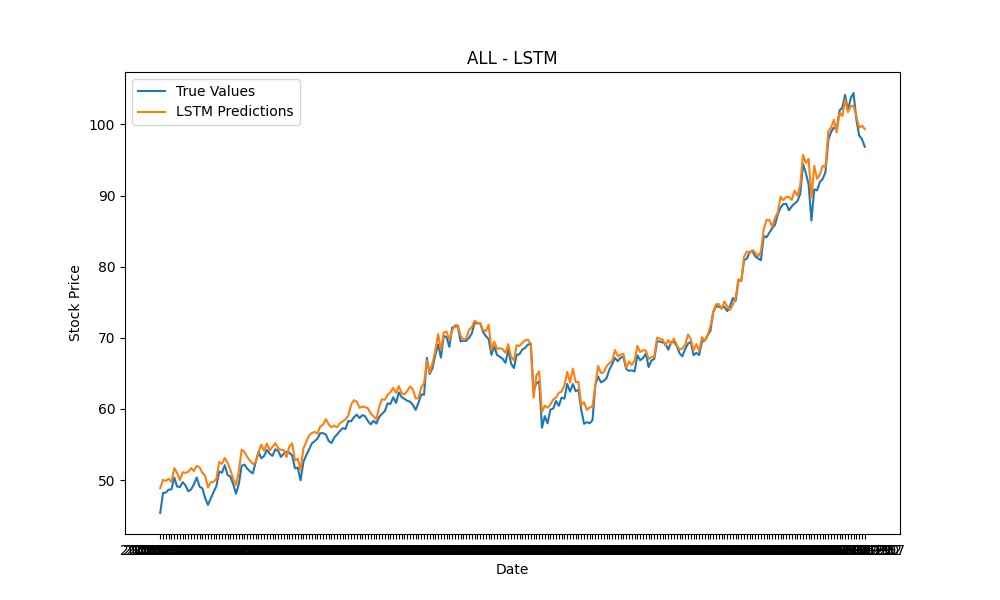 ALL - LSTM
True Values
LSTM Predictions
100
90
80
70
60
50
Stock Price
Date